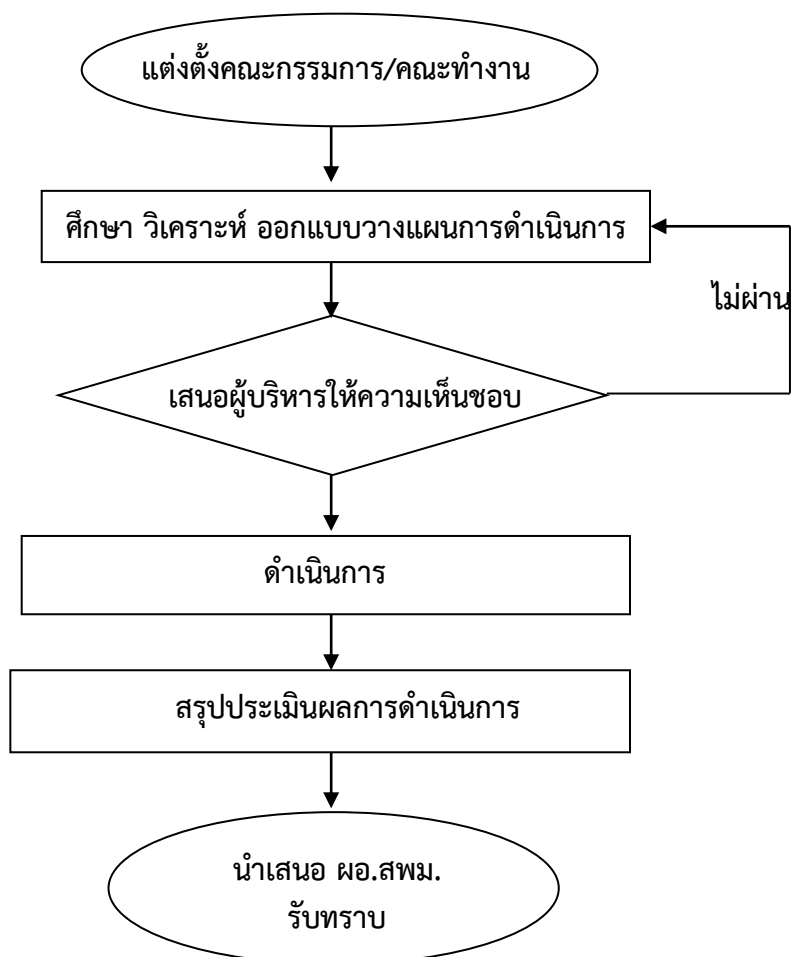 แต่งตั้งคณะกรรมการ/คณะทำงาน
ศึกษา วิเคราะห์ ออกแบบวางแผนการดำเนินการ
ไม่ผ่าน
เสนอผู้บริหารให้ความเห็นชอบ
ดำเนินการ
สรุปประเมินผลการดำเนินการ
นำเสนอ ผอ.สพม.
รับทราบ